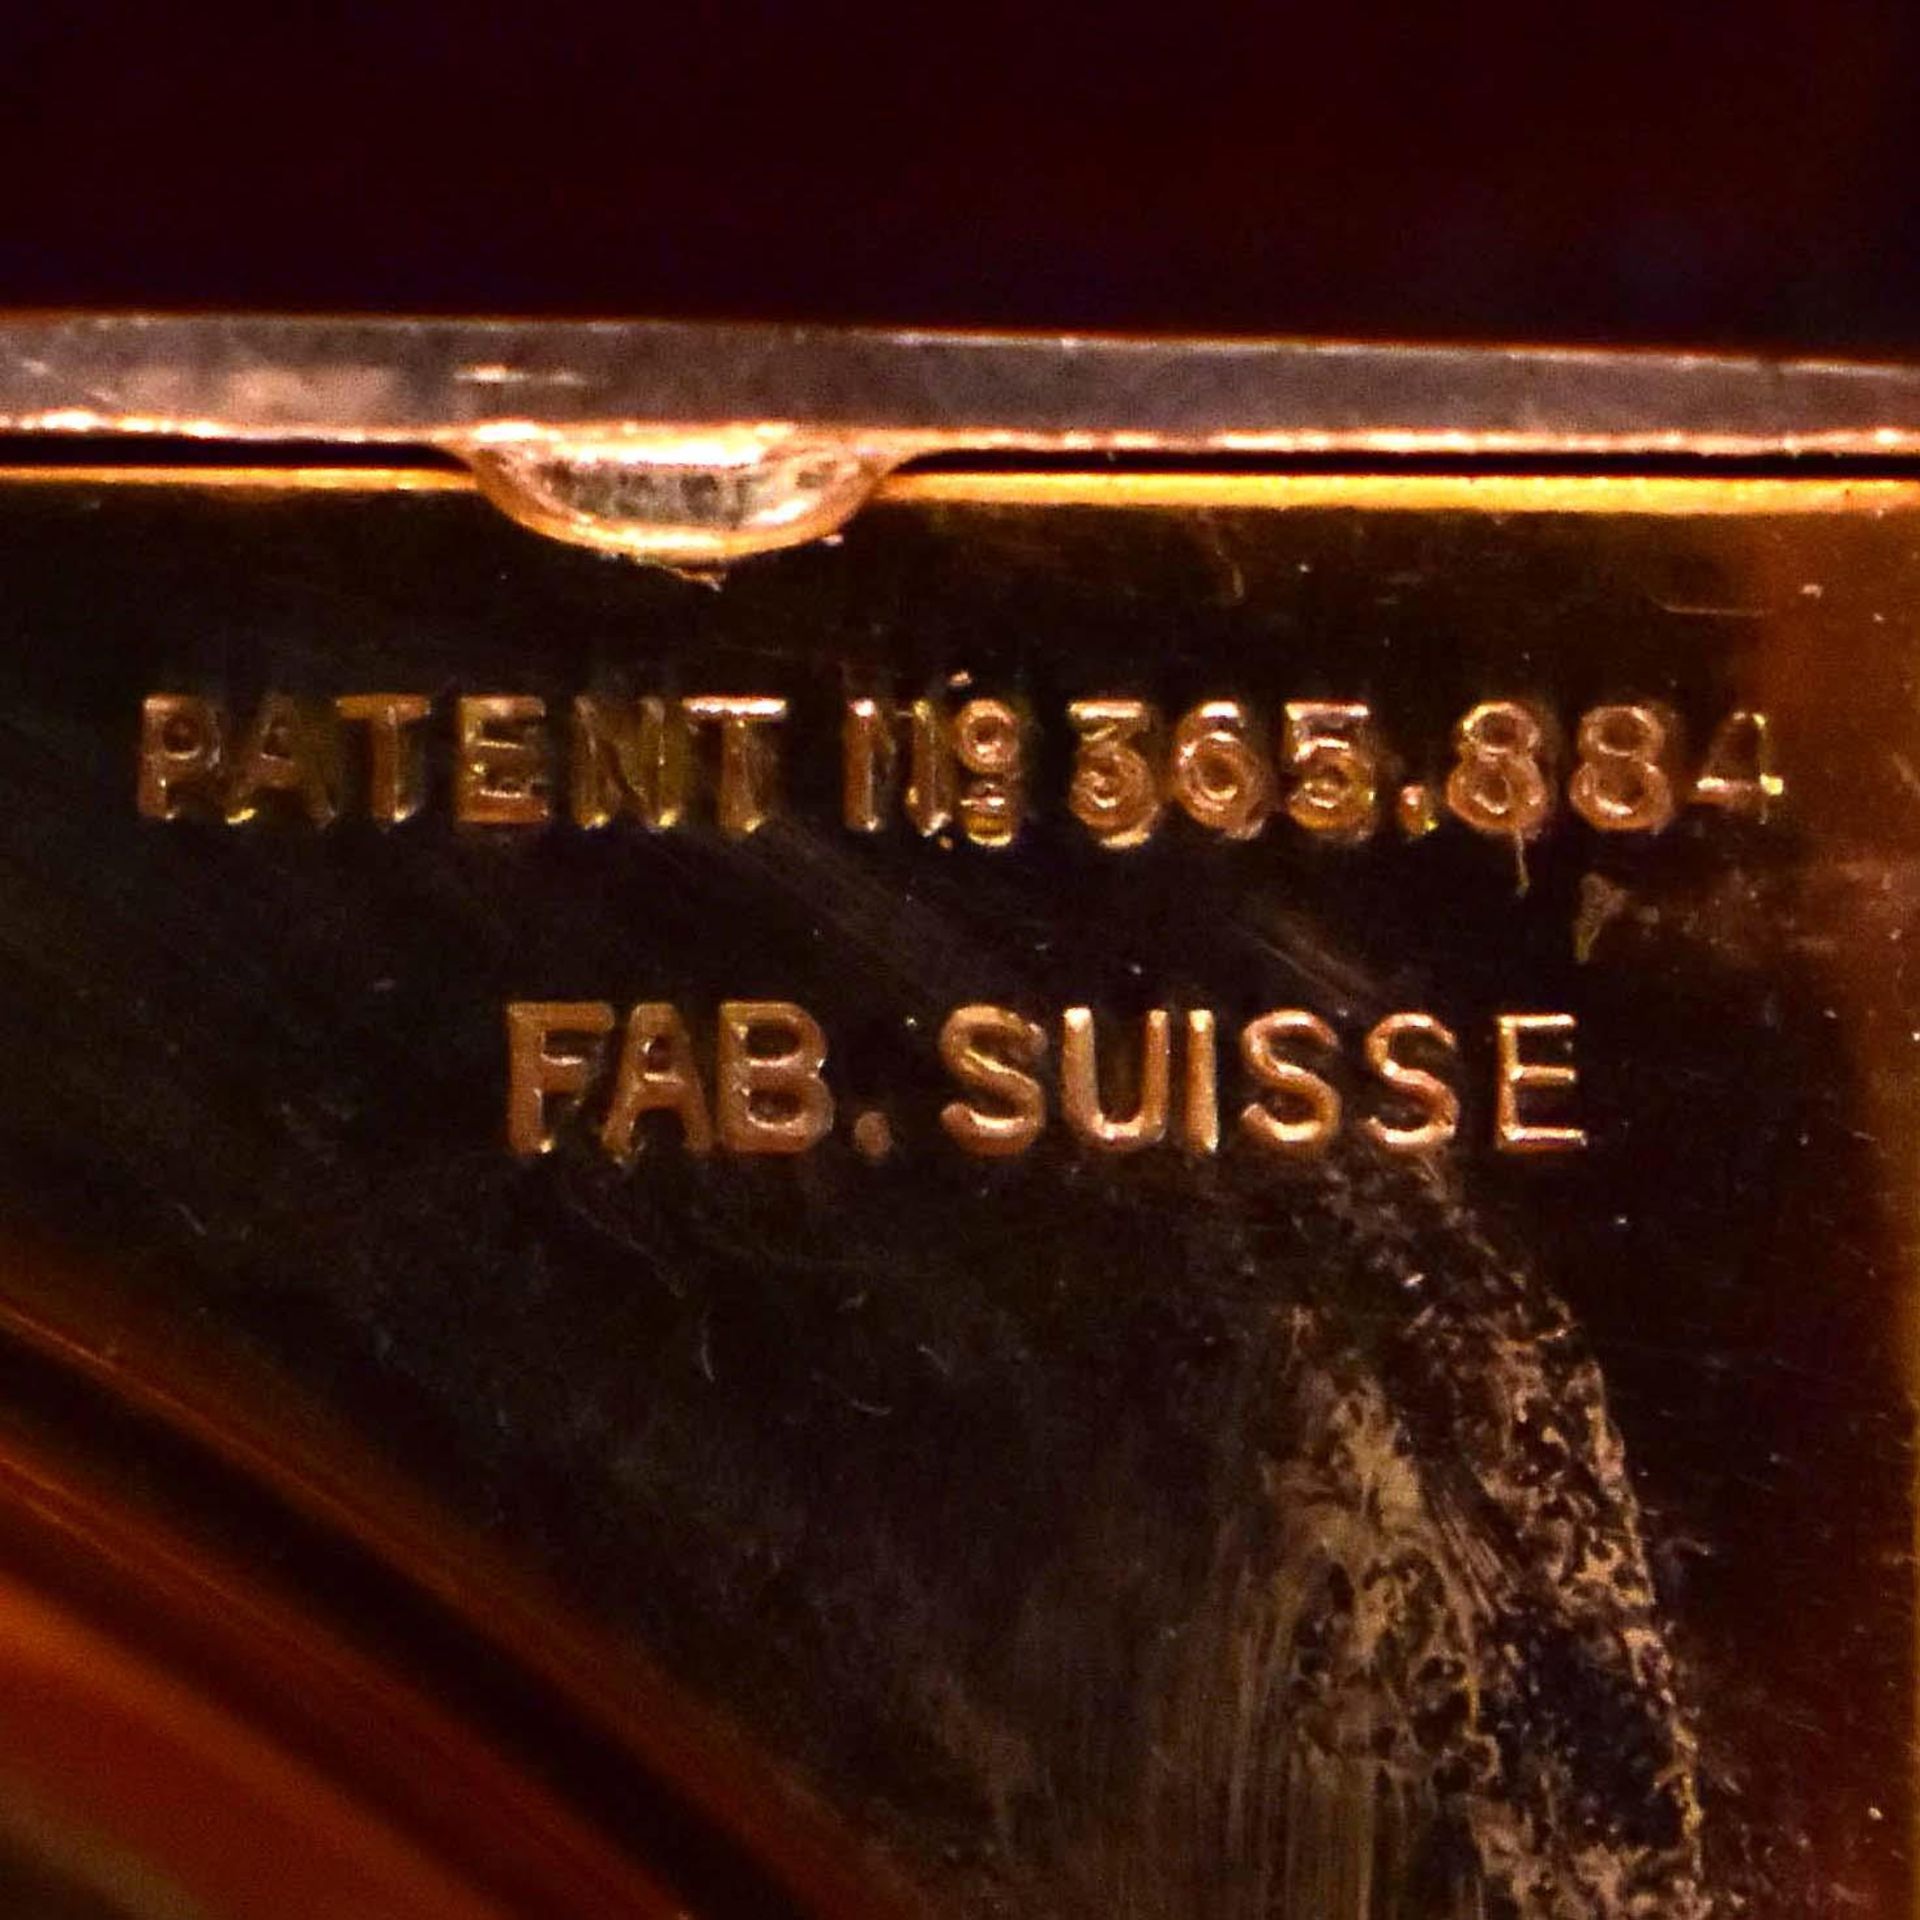 PATENT Nº 365.884
FAB. SUISSE